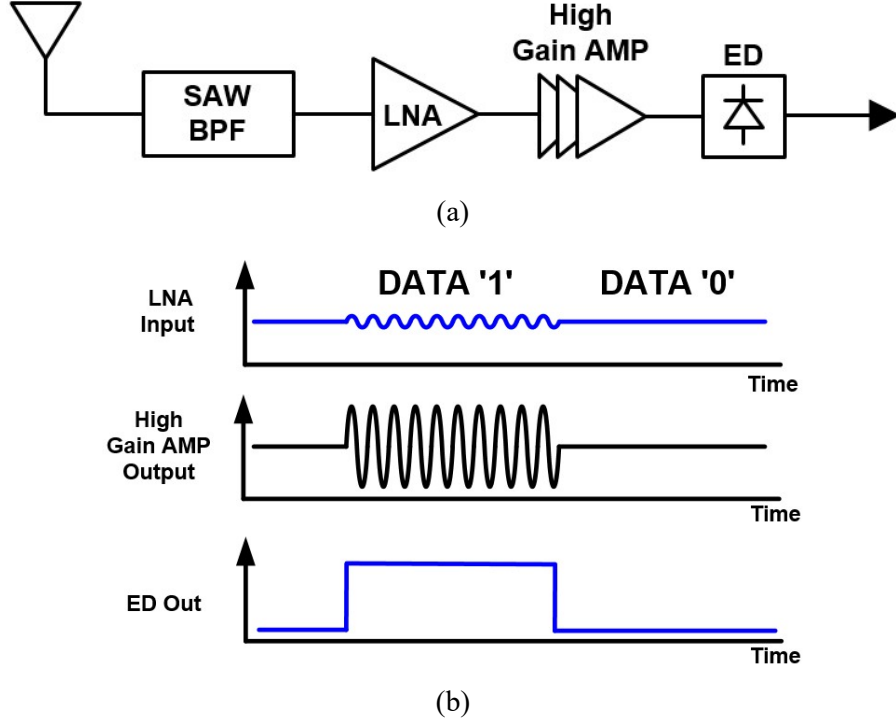 High
Gain AMP
ED
SAW
BPF
LNA
(a)
DATA '1'
DATA '0'
LNA
Input
Time
High
Gain AMP
Output
Time
ED Out
Time
(b)